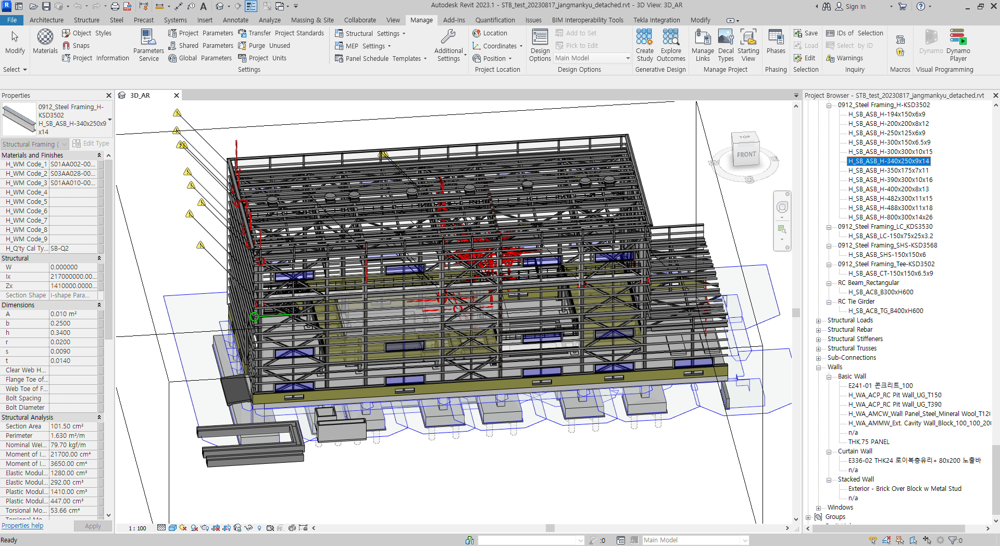 Autodesk Revit 2023.1 - STB_test_20230817_jangmankyu_detached.rvt - 3D View: 3D_AR
Sign In
File Architecture Structure Steel Precast Systems Insert Annotate Analyze Massing & Site Collaborate View Manage Add-Ins Quantification Issues BIM Interoperability Tools Tekla Integration Modify
Modify
Select
Materials
Object Styles
Snaps
Project Information
Parameters Service
Project Parameters
Shared Parameters
Global Parameters
Transfer Project Standards
Purge Unused
Project Units
Settings
Structural Settings
MEP Settings
Panel Schedule Templates
Additional Settings
Location
Coordinates
Position
Project Location
Design Options
Add to Set
Pick to Edit
Main Model
Design Options
Create Study
Explore Outcomes
Generative Design
Manage Links
Decal Types
Starting View
Manage Project
Phases
Phasing
Save
Load
Edit
Selection
IDs of Selection
Select by ID
Warnings
Inquiry
Macros
Dynamo
Dynamo Player
Visual Programming
Properties
0912_Steel Framing_H-
KSD3502
H_SB_ASB_H-340x250x9
x14
Structural Framing (
Edit Type
Materials and Finishes
H_WM Code_1 S01AA002-00...
H_WM Code_2 S03AA028-00...
H_WM Code_3 S01AA010-00...
H_WM Code_4
H_WM Code_5
H_WM Code_6
H_WM Code_7
H_WM Code_8
H_WM Code_9
H_Q'ty Cal Ty... SB-Q2
Structural
W 0.000000
Ix 217000000.00...
Zx 1410000.0000...
Section Shape I-shape Para...
Dimensions
A 0.010 m²
b 0.2500
h 0.3400
r 0.0200
s 0.0090
t 0.0140
Clear Web H...
Flange Toe of...
Web Toe of F...
Bolt Spacing
Bolt Diameter
Structural Analysis
Section Area 101.50 cm²
Perimeter 1.630 m²/m
Nominal Wei... 79.70 kgf/m
Moment of I... 21700.00 cm⁴
Moment of I... 3650.00 cm⁴
Elastic Modul... 1280.00 cm³
Elastic Modul... 292.00 cm³
Plastic Modul... 1410.00 cm³
Plastic Modul... 447.00 cm³
Torsional Mo... 53.66 cm⁴
Properties help
Apply
3D_AR
TOP
FRONT
W
S
E
1 : 100
Project Browser - STB_test_20230817_jangmankyu_detached.rvt
0912_Steel Framing_H-KSD3502
H_SB_ASB_H-194x150x6x9
H_SB_ASB_H-200x200x8x12
H_SB_ASB_H-250x125x6x9
H_SB_ASB_H-300x150x6.5x9
H_SB_ASB_H-300x300x10x15
H_SB_ASB_H-340x250x9x14
H_SB_ASB_H-350x175x7x11
H_SB_ASB_H-390x300x10x16
H_SB_ASB_H-400x200x8x13
H_SB_ASB_H-482x300x11x15
H_SB_ASB_H-488x300x11x18
H_SB_ASB_H-800x300x14x26
0912_Steel Framing_LC_KDS3530
H_SB_ASB_LC-150x75x25x3.2
0912_Steel Framing_SHS-KSD3568
H_SB_ASB_SHS-150x150x6
0912_Steel Framing_Tee-KSD3502
H_SB_ASB_CT-150x150x6.5x9
RC Beam_Rectangular
H_SB_ACB_B300xH600
RC Tie Girder
H_SB_ACB_TG_B400xH600
Structural Loads
Structural Rebar
Structural Stiffeners
Structural Trusses
Sub-Connections
Walls
Basic Wall
E241-01 콘크리트_100
H_WA_ACP_RC Pit Wall_UG_T150
H_WA_ACP_RC Pit Wall_UG_T390
H_WA_AMCW_Wall Panel_Steel_Mineral Wool_T120
H_WA_AMMW_Ext. Cavity Wall_Block_100_100_200
n/a
THK.75 PANEL
Curtain Wall
E336-02 THK24 로이복층유리+ 80x200 노출바
n/a
Stacked Wall
Exterior - Brick Over Block w Metal Stud
n/a
Windows
Groups
Ready
:0
Main Model
:0